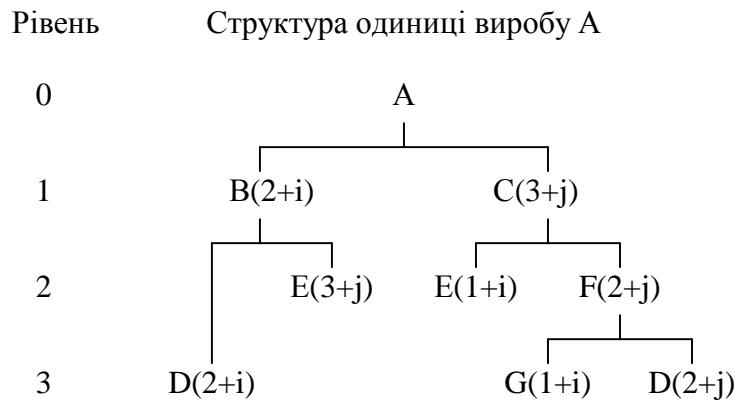 Рівень Структура одиниці виробу А
0 А
1 B(2+i) C(3+j)
2 E(3+j) E(1+i) F(2+j)
3 D(2+i) G(1+i) D(2+j)